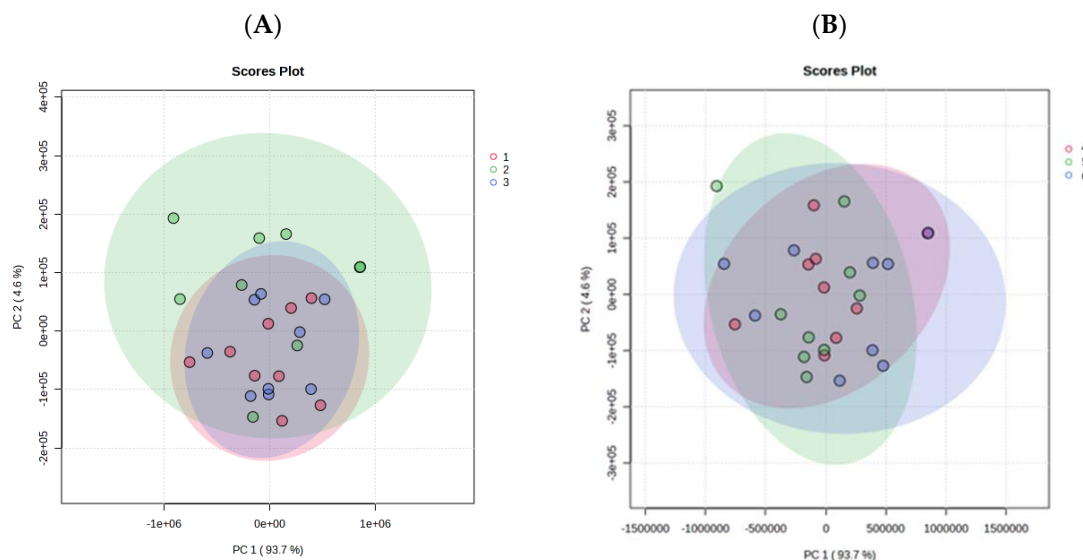 (A)
Scores Plot
4e+05
3e+05
2e+05
1e+05
0e+00
-1e+05
-2e+05
PC 2 ( 4.6 %)
-1e+06 0e+00 1e+06
PC 1 ( 93.7 %)
1
2
3
(B)
Scores Plot
3e+05
2e+05
1e+05
0e+00
-1e+05
-2e+05
-3e+05
PC 2 ( 4.6 %)
-1500000 -1000000 -500000 0 500000 1000000 1500000
PC 1 ( 93.7 %)